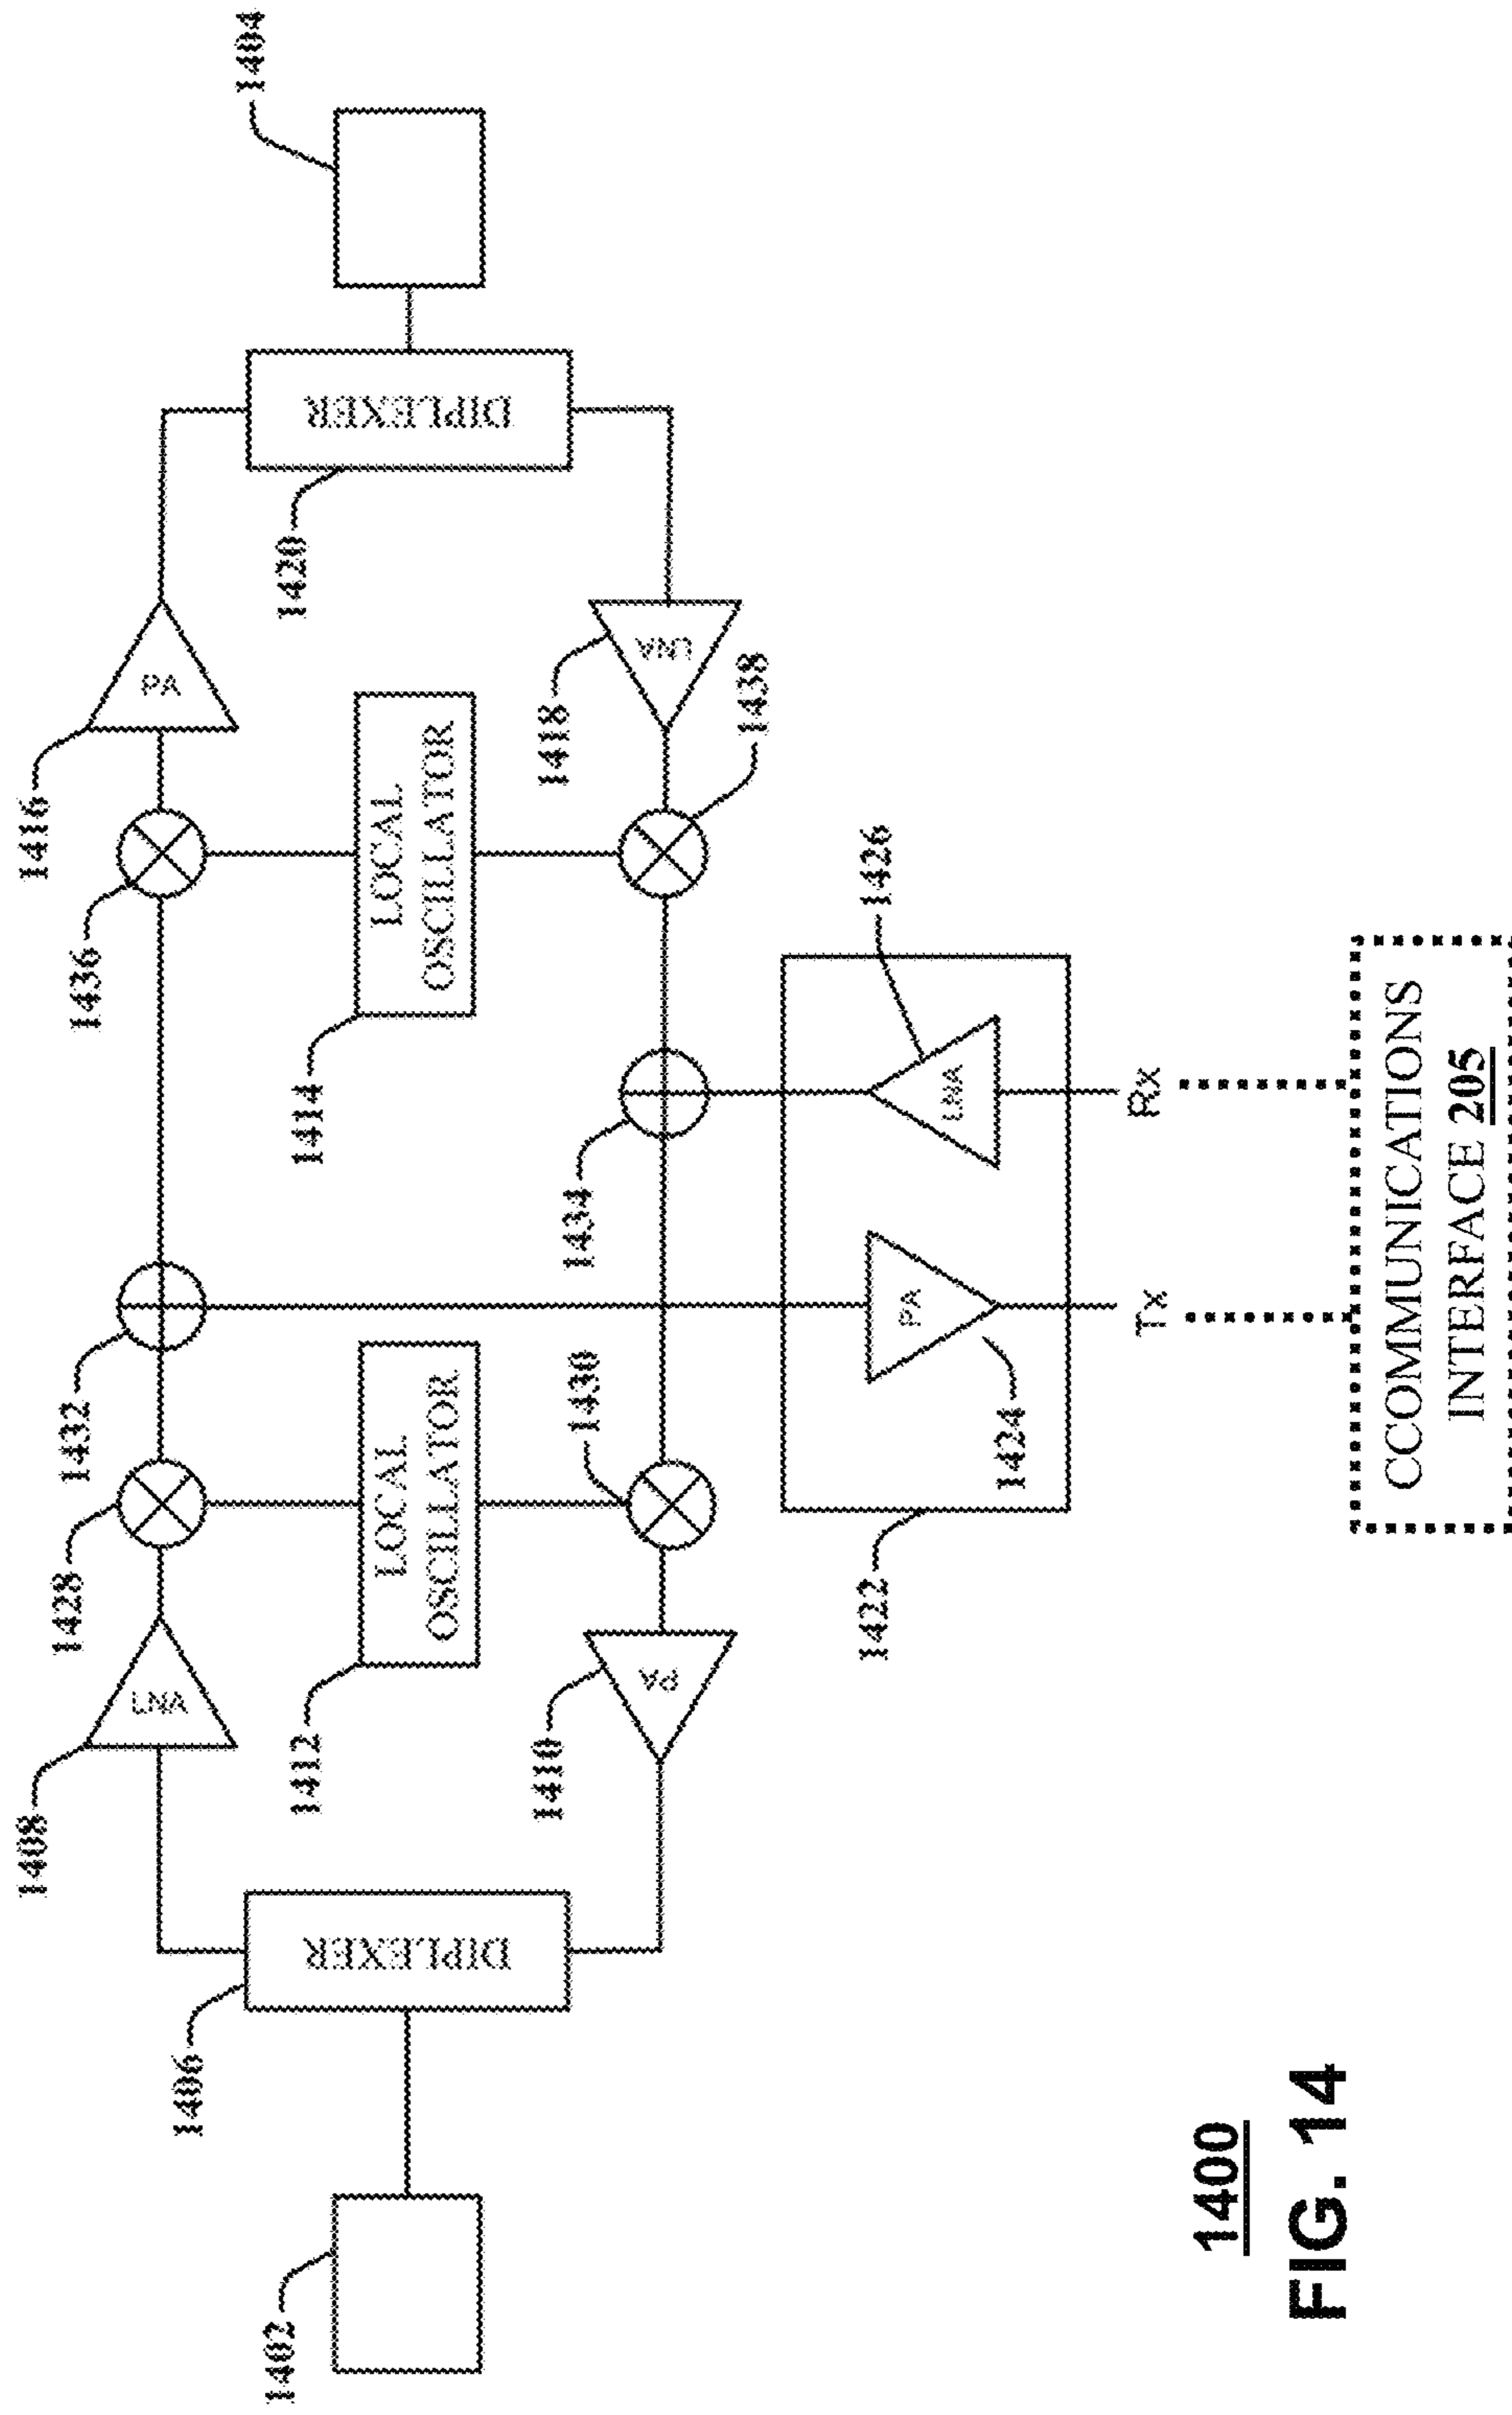 1408
1416
1428
1432
1436
LNA
PA
1406
1404
1402
1412
1414
1420
DIPLEXER
LOCAL
OSCILLATOR
LOCAL
OSCILLATOR
DIPLEXER
1410
1430
1434
1418
1438
PA
LNA
1422
1424
PA
LNA
1426
Tx
Rx
CCOMMUNICATIONS
INTERFACE 205
1400
FIG. 14